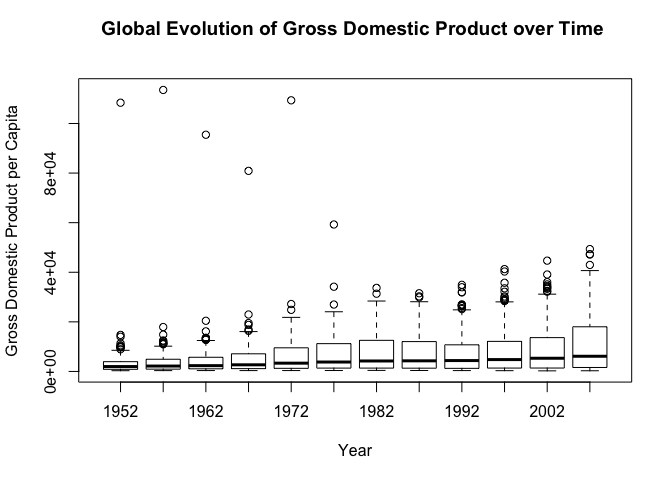 Global Evolution of Gross Domestic Product over Time
Gross Domestic Product per Capita
8e+04
4e+04
0e+00
1952 1962 1972 1982 1992 2002
Year